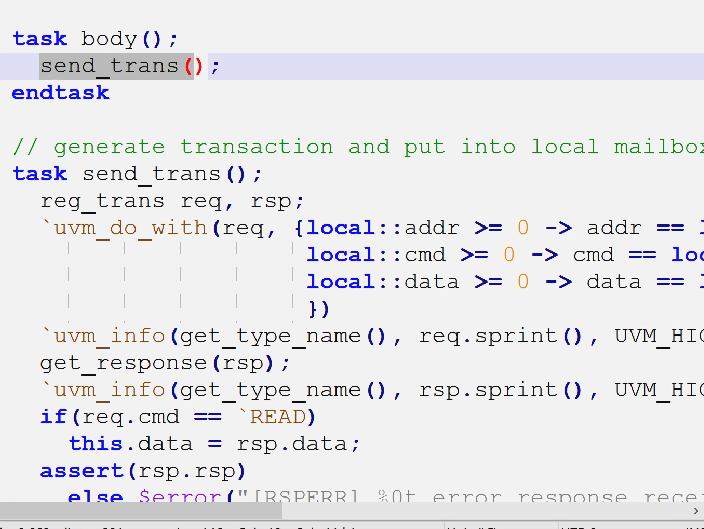 task body();
send_trans();
endtask
// generate transaction and put into local mailbox
task send_trans();
reg_trans req, rsp;
`uvm_do_with(req, {local::addr >= 0 -> addr ==
local::cmd >= 0 -> cmd == loc
local::data >= 0 -> data ==
})
`uvm_info(get_type_name(), req.sprint(), UVM_HIG
get_response(rsp);
`uvm_info(get_type_name(), rsp.sprint(), UVM_HIG
if(req.cmd == `READ)
this.data = rsp.data;
assert(rsp.rsp)
else $error("[RSPERR] %0t error response rece